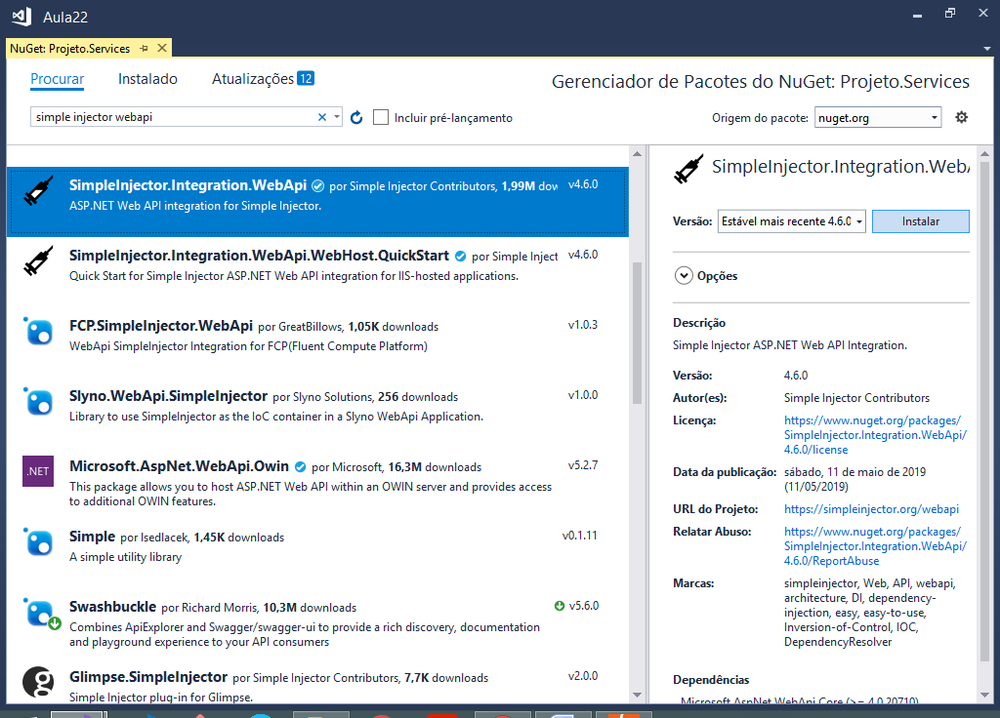 Aula22
NuGet: Projeto.Services
Procurar Instalado Atualizações 12
Gerenciador de Pacotes do NuGet: Projeto.Services
simple injector webapi
Incluir pré-lançamento
Origem do pacote: nuget.org
SimpleInjector.Integration.WebApi por Simple Injector Contributors, 1,99M dow v4.6.0
ASP.NET Web API integration for Simple Injector.
SimpleInjector.Integration.WebApi.WebHost.QuickStart por Simple Inject v4.6.0
Quick Start for Simple Injector ASP.NET Web API integration for IIS-hosted applications.
FCP.SimpleInjector.WebApi por GreatBillows, 1,05K downloads v1.0.3
WebApi SimpleInjector Integration for FCP(Fluent Compute Platform)
Slyno.WebApi.SimpleInjector por Slyno Solutions, 256 downloads v1.0.0
Library to use SimpleInjector as the IoC container in a Slyno WebApi Application.
.NET
Microsoft.AspNet.WebApi.Owin por Microsoft, 16,3M downloads v5.2.7
This package allows you to host ASP.NET Web API within an OWIN server and provides access
to additional OWIN features.
Simple por lsedlacek, 1,45K downloads v0.1.11
A simple utility library
Swashbuckle por Richard Morris, 10,3M downloads v5.6.0
Combines ApiExplorer and Swagger/swagger-ui to provide a rich discovery, documentation
and playground experience to your API consumers
Glimpse.SimpleInjector por Simple Injector Contributors, 7,7K downloads v2.0.0
Simple Injector plug-in for Glimpse.
SimpleInjector.Integration.WebA
Versão: Estável mais recente 4.6.0 Instalar
Opções
Descrição
Simple Injector ASP.NET Web API Integration.
Versão: 4.6.0
Autor(es): Simple Injector Contributors
Licença: https://www.nuget.org/packages/
SimpleInjector.Integration.WebApi/
4.6.0/license
Data da publicação: sábado, 11 de maio de 2019
(11/05/2019)
URL do Projeto: https://simpleinjector.org/webapi
Relatar Abuso: https://www.nuget.org/packages/
SimpleInjector.Integration.WebApi/
4.6.0/ReportAbuse
Marcas: simpleinjector, Web, API, webapi,
architecture, DI, dependency-
injection, easy, easy-to-use,
Inversion-of-Control, IOC,
DependencyResolver
Dependências
Microsoft.AspNet.WebApi.Core (>= 4.0.20710)